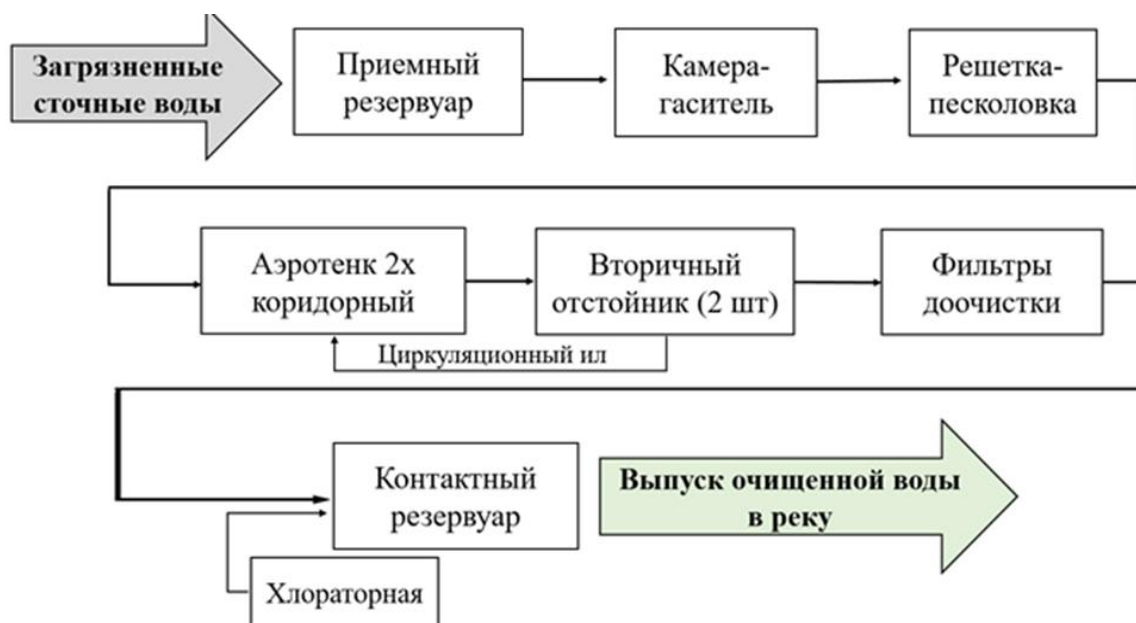 Загрязненные
сточные воды
Приемный
резервуар
Камера-
гаситель
Решетка-
песколовка
Аэротенк 2х
коридорный
Вторичный
отстойник (2 шт)
Фильтры
доочистки
Циркуляционный ил
Контактный
резервуар
Выпуск очищенной воды
в реку
Хлораторная